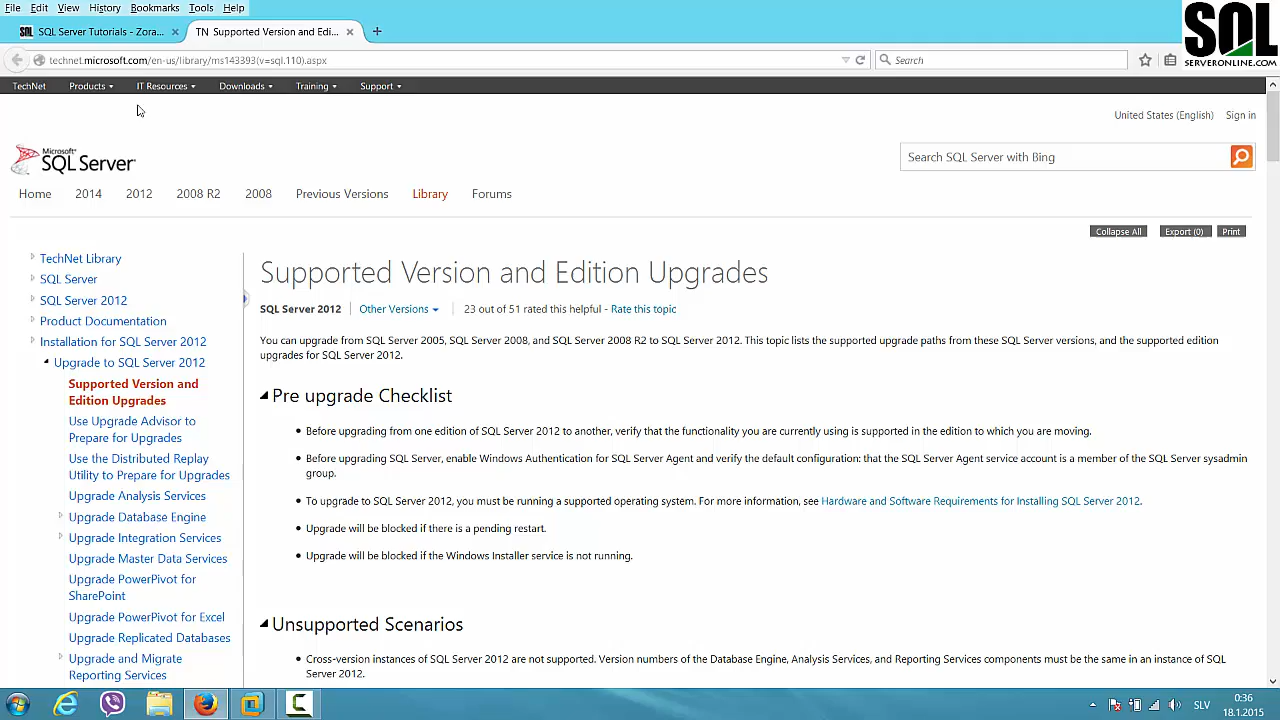 File Edit View History Bookmarks Tools Help
SQL Server Tutorials - Zora... × TN Supported Version and Edi... × +
SQL
SERVERONLINE.COM
technet.microsoft.com/en-us/library/ms143393(v=sql.110).aspx
Search
TechNet Products IT Resources Downloads Training Support
United States (English) Sign in
Microsoft
SQL Server
Search SQL Server with Bing
Home 2014 2012 2008 R2 2008 Previous Versions Library Forums
Collapse All Export (0) Print
TechNet Library
SQL Server
SQL Server 2012
Product Documentation
Installation for SQL Server 2012
Upgrade to SQL Server 2012
Supported Version and
Edition Upgrades
Use Upgrade Advisor to
Prepare for Upgrades
Use the Distributed Replay
Utility to Prepare for Upgrades
Upgrade Analysis Services
Upgrade Database Engine
Upgrade Integration Services
Upgrade Master Data Services
Upgrade PowerPivot for
SharePoint
Upgrade PowerPivot for Excel
Upgrade Replicated Databases
Upgrade and Migrate
Reporting Services
Supported Version and Edition Upgrades
SQL Server 2012 Other Versions 23 out of 51 rated this helpful - Rate this topic
You can upgrade from SQL Server 2005, SQL Server 2008, and SQL Server 2008 R2 to SQL Server 2012. This topic lists the supported upgrade paths from these SQL Server versions, and the supported edition
upgrades for SQL Server 2012.
Pre upgrade Checklist
• Before upgrading from one edition of SQL Server 2012 to another, verify that the functionality you are currently using is supported in the edition to which you are moving.
• Before upgrading SQL Server, enable Windows Authentication for SQL Server Agent and verify the default configuration: that the SQL Server Agent service account is a member of the SQL Server sysadmin
group.
• To upgrade to SQL Server 2012, you must be running a supported operating system. For more information, see Hardware and Software Requirements for Installing SQL Server 2012.
• Upgrade will be blocked if there is a pending restart.
• Upgrade will be blocked if the Windows Installer service is not running.
Unsupported Scenarios
• Cross-version instances of SQL Server 2012 are not supported. Version numbers of the Database Engine, Analysis Services, and Reporting Services components must be the same in an instance of SQL
Server 2012.
SLV
0:36
18.1.2015